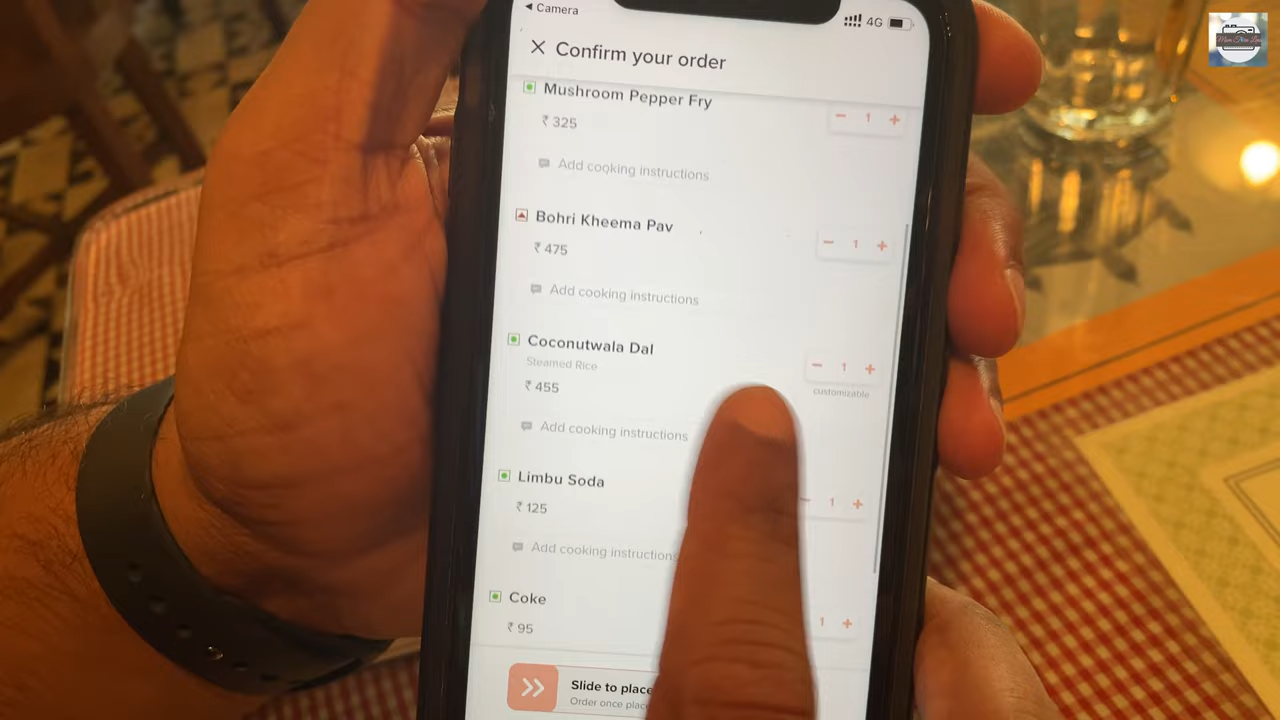 ◀ Camera
4G
× Confirm your order
Mushroom Pepper Fry
− 1 +
₹ 325
Add cooking instructions
Bohri Kheema Pav
− 1 +
₹ 475
Add cooking instructions
Coconutwala Dal
Steamed Rice
− 1 +
₹ 455
customizable
Add cooking instructions
Limbu Soda
− 1 +
₹ 125
Add cooking instructions
Coke
1 +
₹ 95
Slide to place
Order once plac